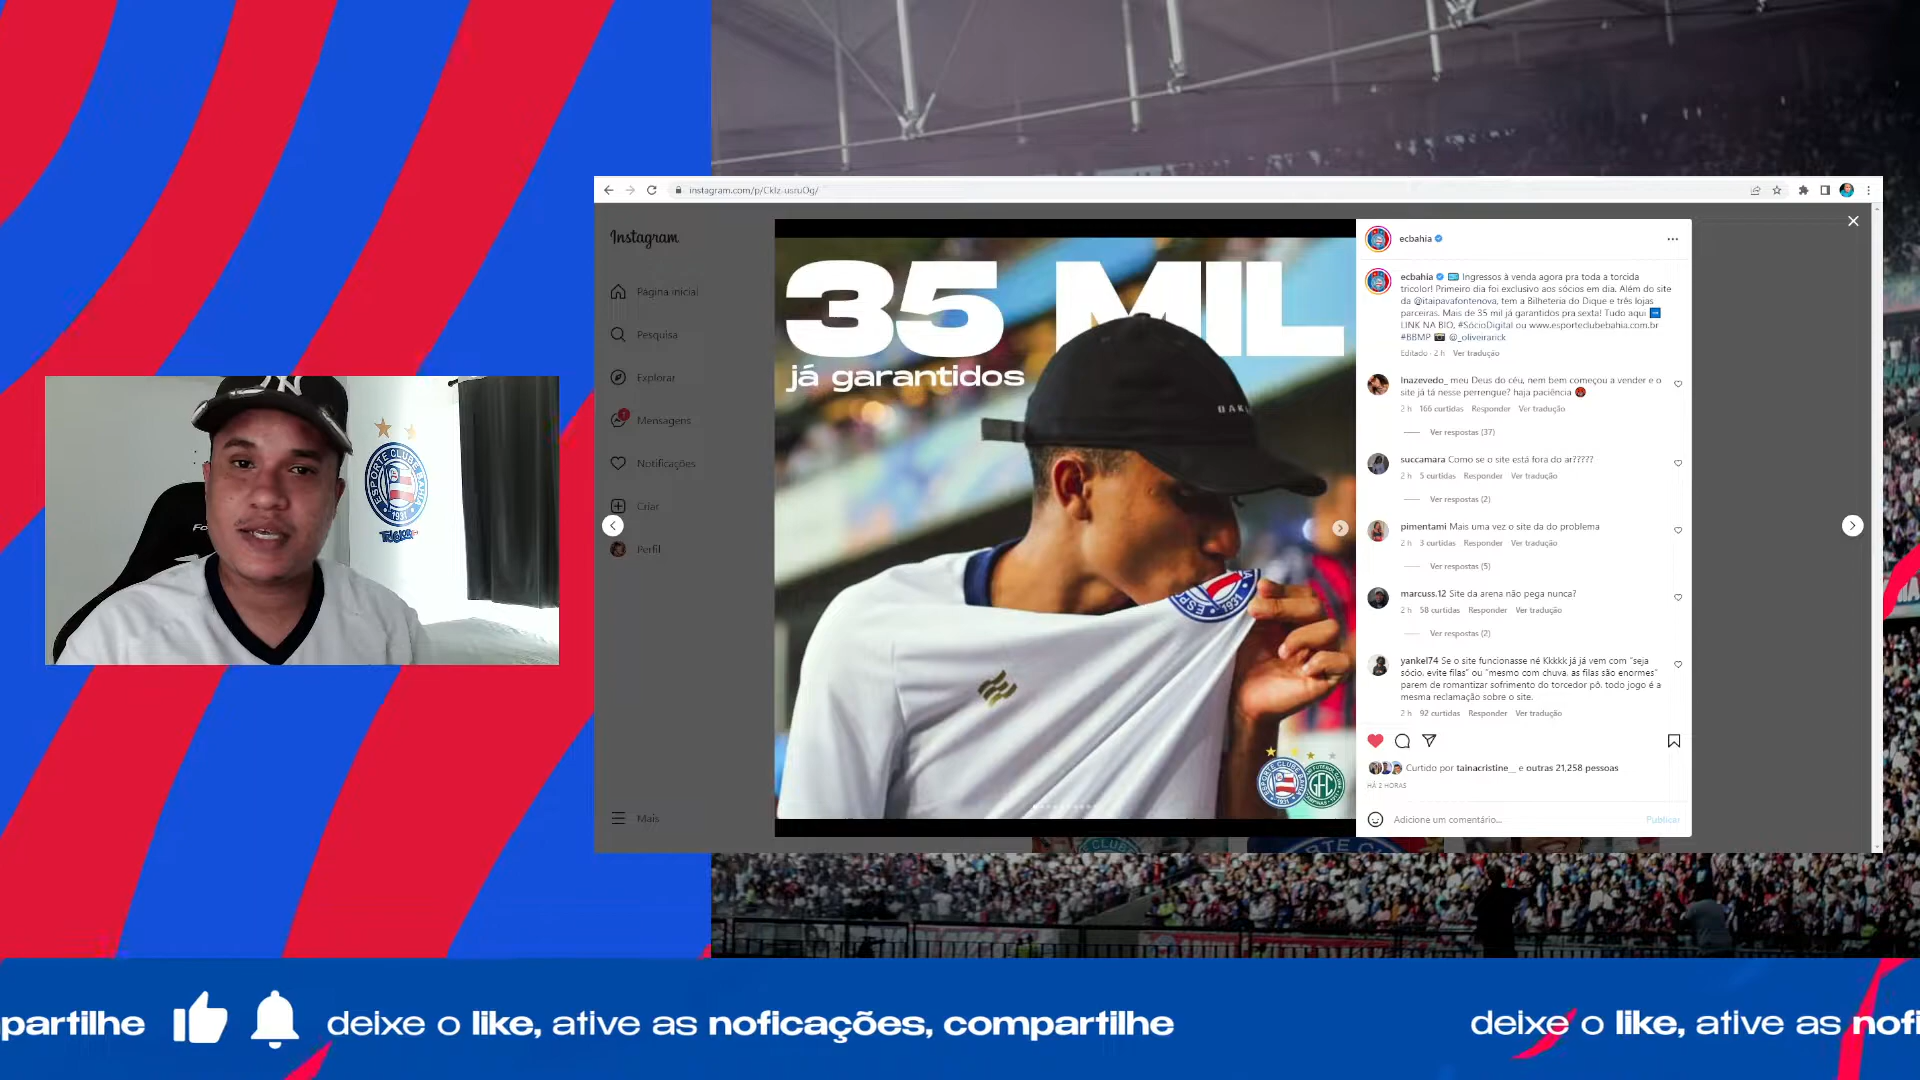 instagram.com/p/Cklz-usruOg/
Instagram
Página inicial
Pesquisa
Explorar
Mensagens
Notificações
Criar
Perfil
Mais
35 MIL
já garantidos
ESPORTE CLUBE BAHIA
1931
ecbahia
ecbahia Ingressos à venda agora pra toda a torcida
tricolor! Primeiro dia foi exclusivo aos sócios em dia. Além do site
da @itaipavafontenova, tem a Bilheteria do Dique e três lojas
parceiras. Mais de 35 mil já garantidos pra sexta! Tudo aqui
LINK NA BIO, #SócioDigital ou www.esporteclubebahia.com.br
#BBMP @_oliveirarick
Editado · 2 h Ver tradução
lnazevedo_ meu Deus do céu, nem bem começou a vender e o
site já tá nesse perrengue? haja paciência
2 h 166 curtidas Responder Ver tradução
Ver respostas (37)
succamara Como se o site está fora do ar?????
2 h 5 curtidas Responder Ver tradução
Ver respostas (2)
pimentami Mais uma vez o site da do problema
2 h 3 curtidas Responder Ver tradução
Ver respostas (5)
marcuss.12 Site da arena não pega nunca?
2 h 58 curtidas Responder Ver tradução
Ver respostas (2)
yankel74 Se o site funcionasse né Kkkkk já já vem com "seja
sócio, evite filas" ou "mesmo com chuva, as filas são enormes"
parem de romantizar sofrimento do torcedor pô, todo jogo é a
mesma reclamação sobre o site.
2 h 92 curtidas Responder Ver tradução
Curtido por tainacristine__ e outras 21,258 pessoas
HÁ 2 HORAS
Adicione um comentário...
Publicar
partilhe
deixe o like, ative as noficações, compartilhe
deixe o like, ative as nofi